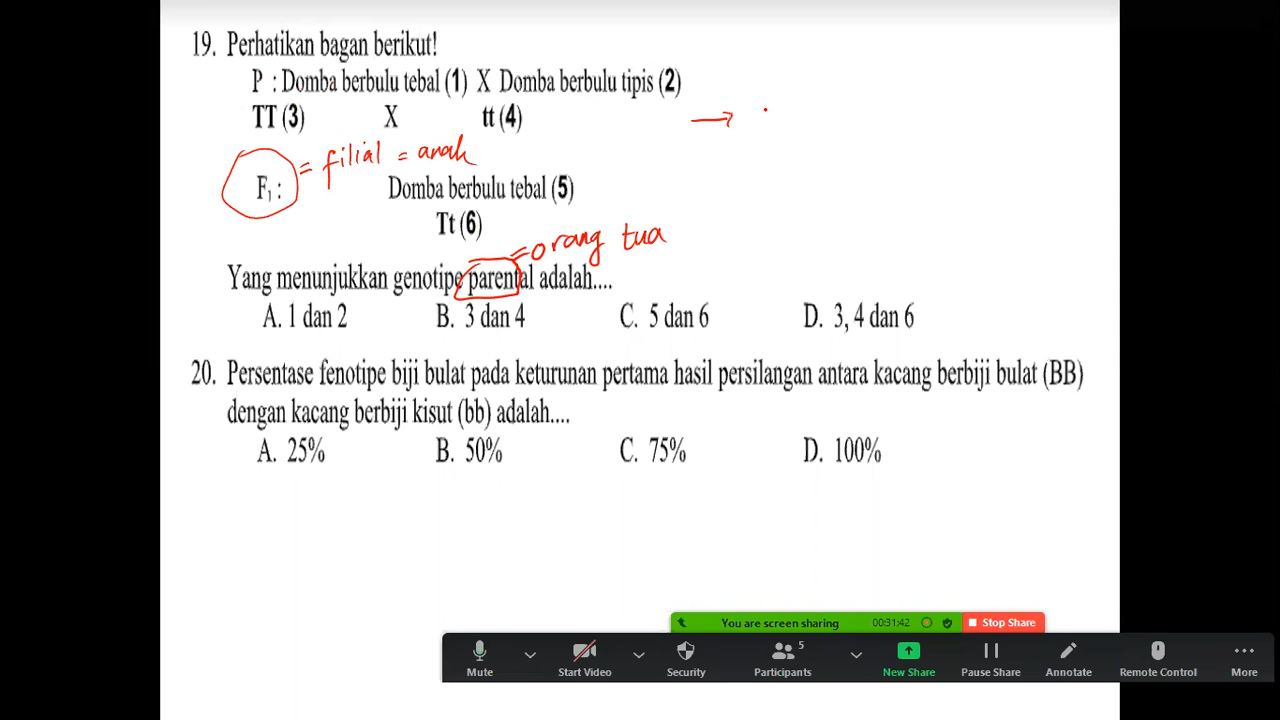 19. Perhatikan bagan berikut!
P : Domba berbulu tebal (1) X Domba berbulu tipis (2)
TT (3) X tt (4)
F1 : = filial = anak
Domba berbulu tebal (5)
Tt (6)
= orang tua
Yang menunjukkan genotipe parental adalah....
A. 1 dan 2 B. 3 dan 4 C. 5 dan 6 D. 3, 4 dan 6
20. Persentase fenotipe biji bulat pada keturunan pertama hasil persilangan antara kacang berbiji bulat (BB)
dengan kacang berbiji kisut (bb) adalah....
A. 25% B. 50% C. 75% D. 100%
You are screen sharing 00:31:42 Stop Share
5
Mute Start Video Security Participants New Share Pause Share Annotate Remote Control More